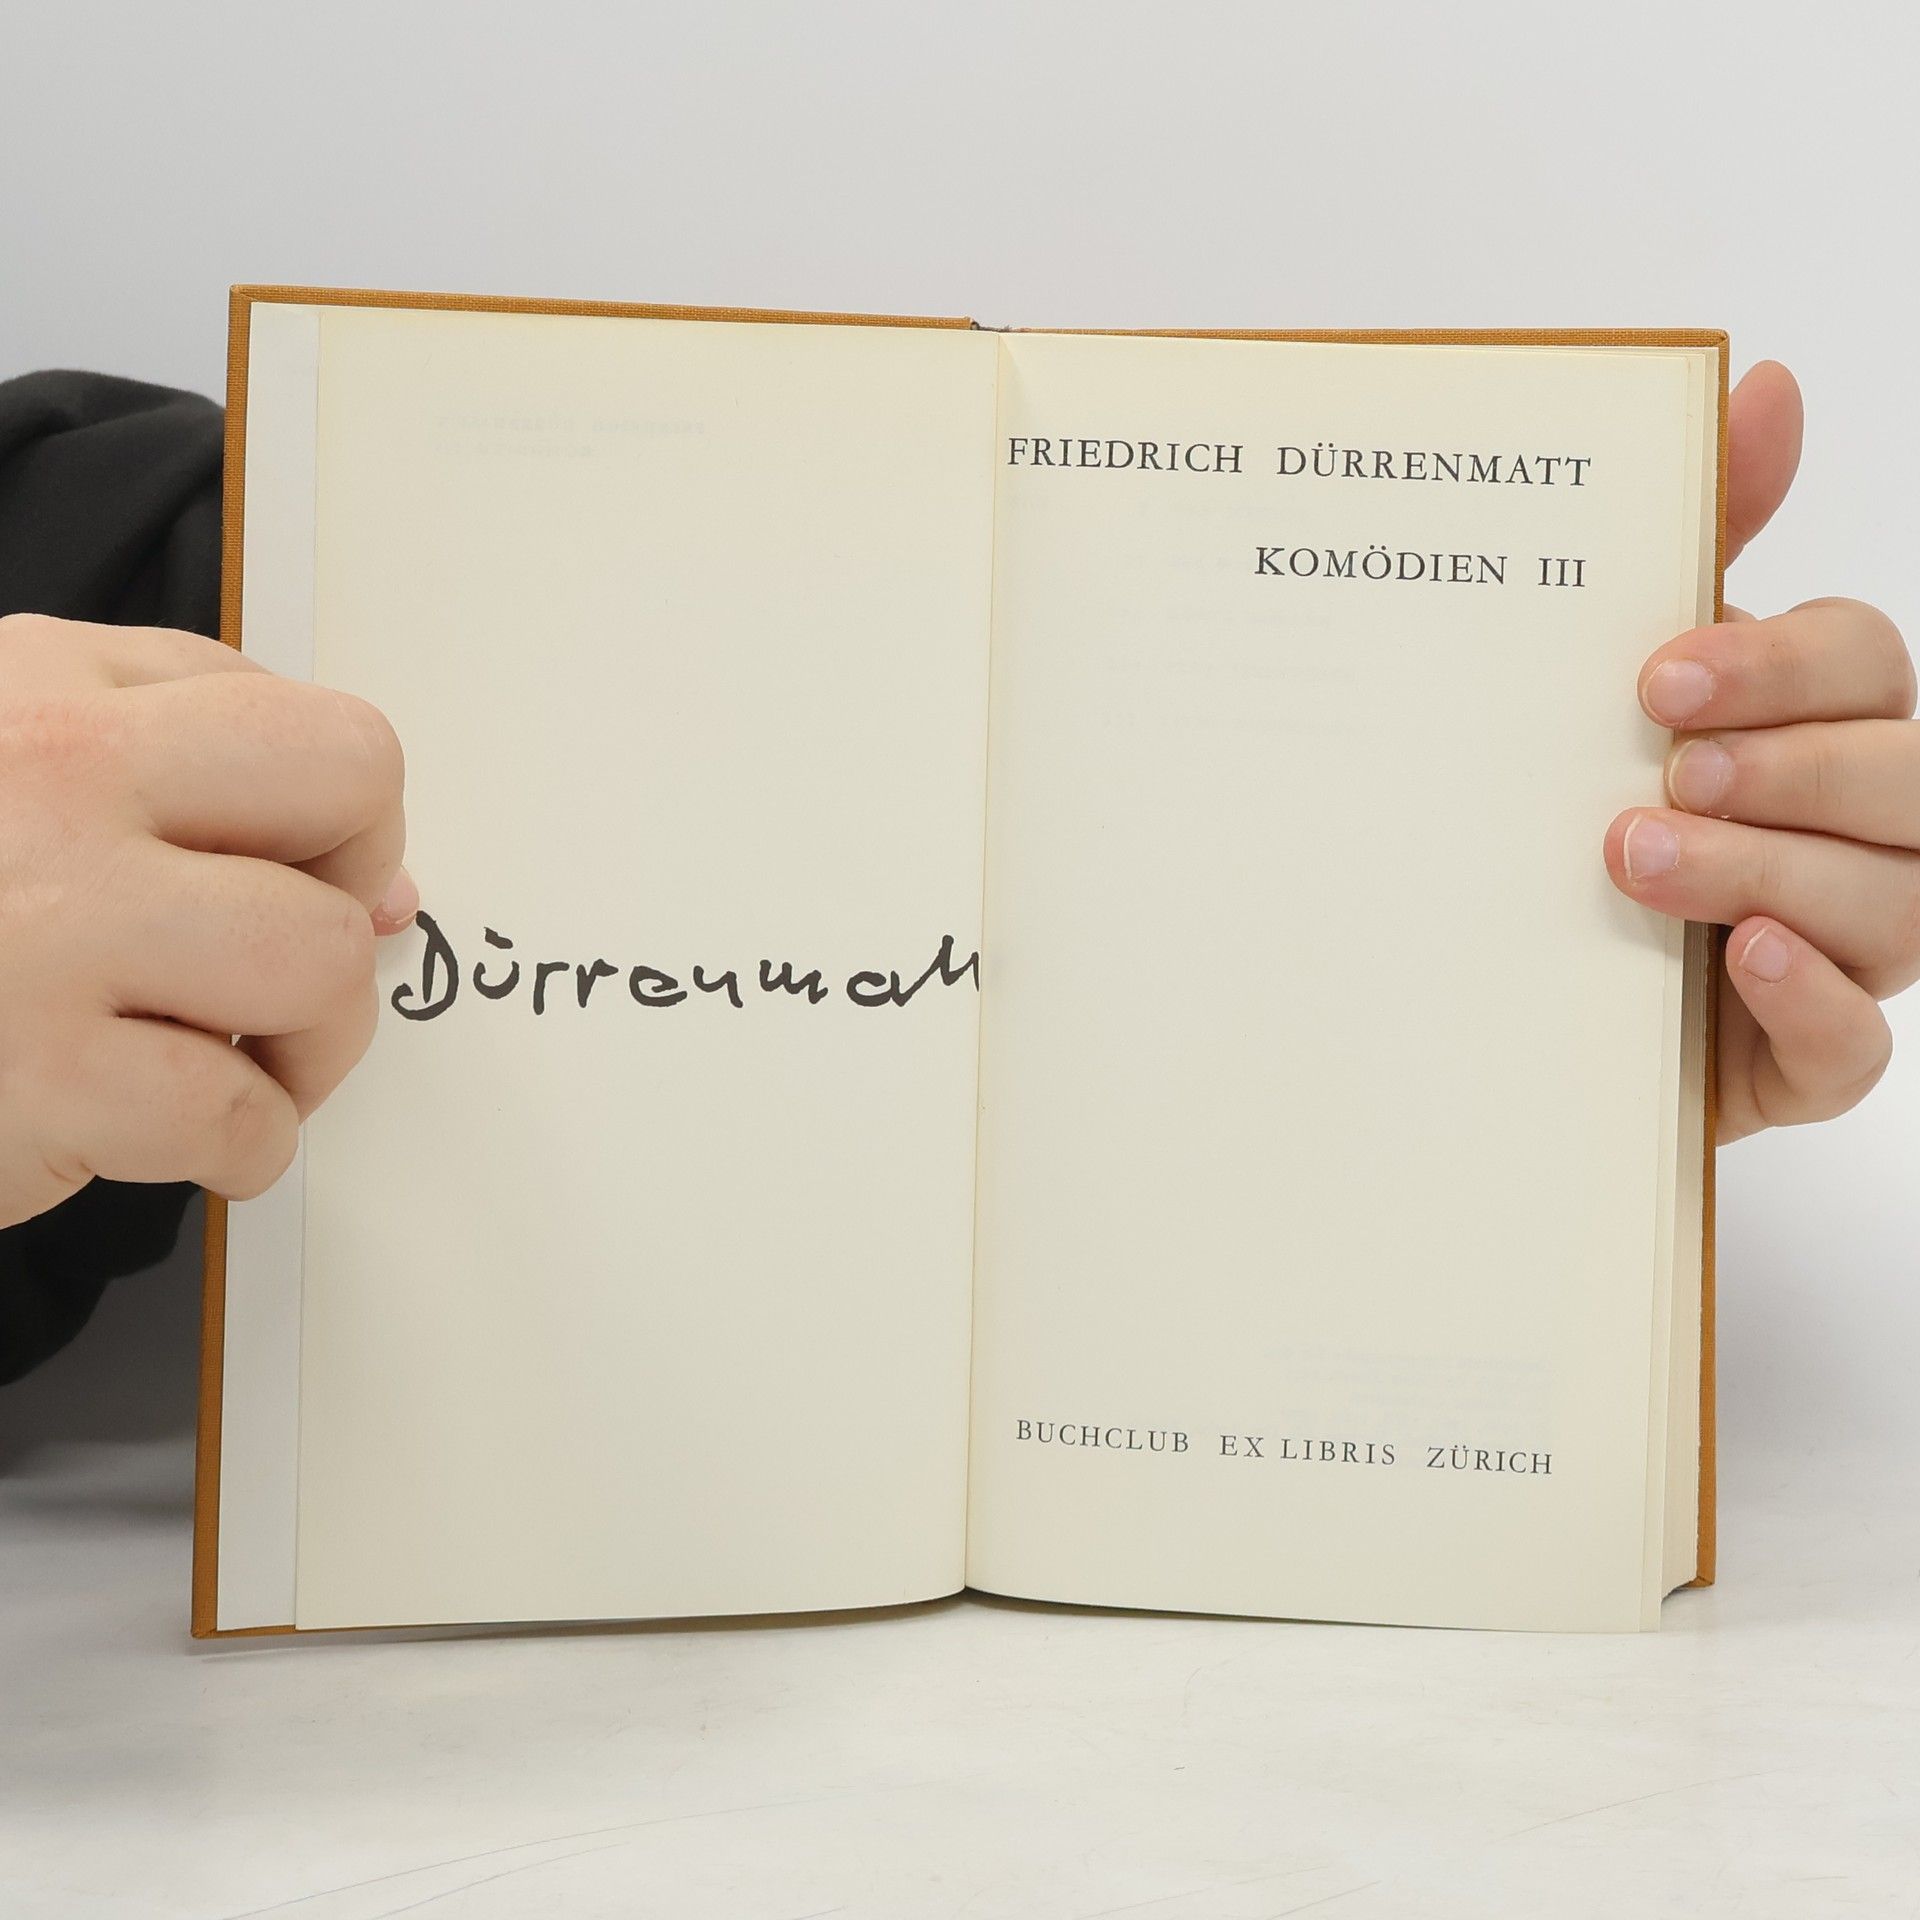 Dürrenmatt
FRIEDRICH DÜRRENMATT
KOMÖDIEN III
BUCHCLUB EX LIBRIS ZÜRICH